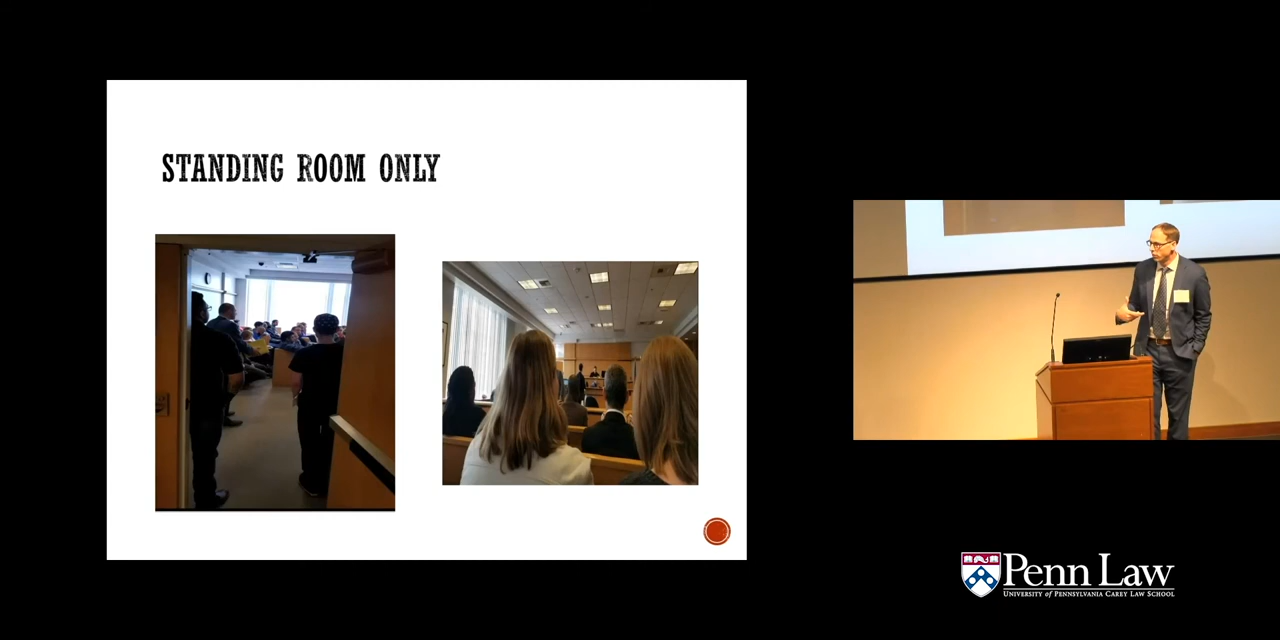 STANDING ROOM ONLY
Penn Law
UNIVERSITY of PENNSYLVANIA CAREY LAW SCHOOL